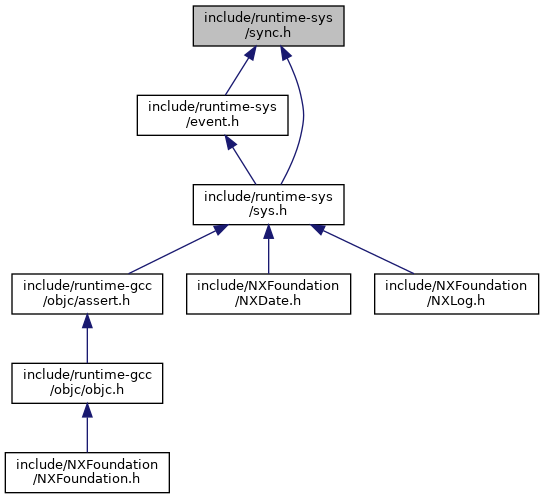 include/runtime-sys
/sync.h
include/runtime-sys
/event.h
include/runtime-sys
/sys.h
include/runtime-gcc
/objc/assert.h
include/NXFoundation
/NXDate.h
include/NXFoundation
/NXLog.h
include/runtime-gcc
/objc/objc.h
include/NXFoundation
/NXFoundation.h